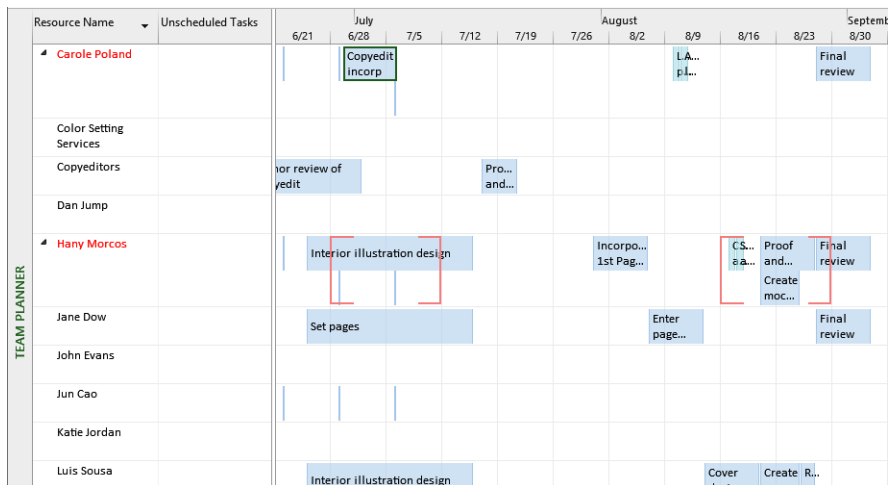 Resource Name
Unscheduled Tasks
July
August
Septem
6/21
6/28
7/5
7/12
7/19
7/26
8/2
8/9
8/16
8/23
8/30
TEAM PLANNER
Carole Poland
Copyedit
incorp
L.A...
p.l...
Final
review
Color Setting
Services
Copyeditors
nor review of
yedit
Pro...
and...
Dan Jump
Hany Morcos
Interior illustration design
Incorpo...
1st Pag...
CS...
a a...
Proof
and...
Final
review
Create
moc...
Jane Dow
Set pages
Enter
page...
Final
review
John Evans
Jun Cao
Katie Jordan
Luis Sousa
Interior illustration design
Cover
Create
R...